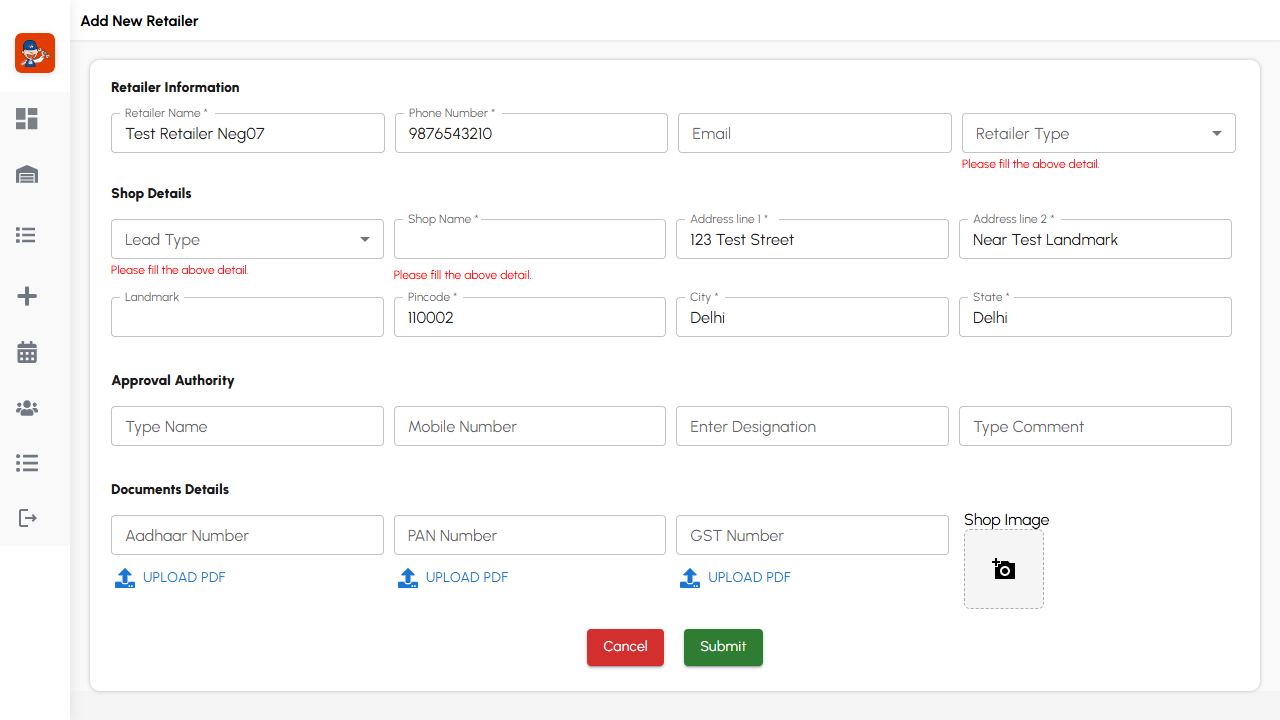 Add New Retailer
Retailer Information
Retailer Name *
Test Retailer Neg07
Phone Number *
9876543210
Email
Retailer Type
Please fill the above detail.
Shop Details
Lead Type
Please fill the above detail.
Shop Name *
Please fill the above detail.
Address line 1 *
123 Test Street
Address line 2 *
Near Test Landmark
Landmark
Pincode *
110002
City *
Delhi
State *
Delhi
Approval Authority
Type Name
Mobile Number
Enter Designation
Type Comment
Documents Details
Aadhaar Number
UPLOAD PDF
PAN Number
UPLOAD PDF
GST Number
UPLOAD PDF
Shop Image
Cancel
Submit